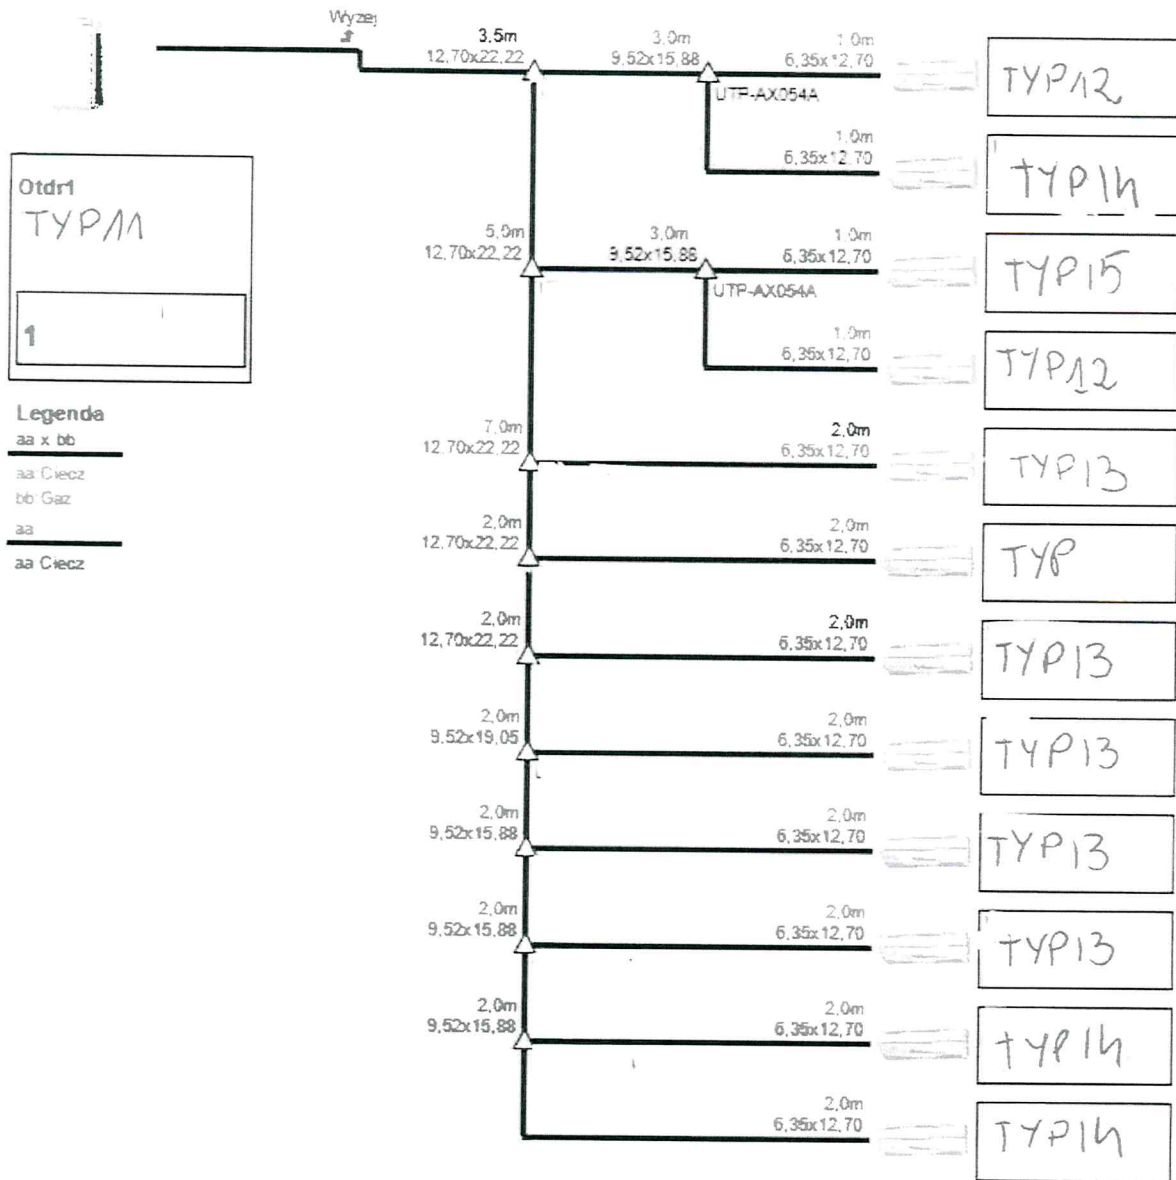 Wyżej
3,5m
12,70x22,22
3,0m
9,52x15,88
1,0m
6,35x12,70
TYP12
UTP-AX054A
1,0m
6,35x12,70
TYP14
Otdr1
TYP11
1
5,0m
12,70x22,22
3,0m
9,52x15,88
1,0m
6,35x12,70
TYP15
UTP-AX054A
1,0m
6,35x12,70
TYP12
Legenda
aa x bb
aa: Ciecz
bb: Gaz
aa
aa: Ciecz
7,0m
12,70x22,22
2,0m
6,35x12,70
TYP13
2,0m
12,70x22,22
2,0m
6,35x12,70
TYP
2,0m
12,70x22,22
2,0m
6,35x12,70
TYP13
2,0m
9,52x19,05
2,0m
6,35x12,70
TYP13
2,0m
9,52x15,88
2,0m
6,35x12,70
TYP13
2,0m
9,52x15,88
2,0m
6,35x12,70
TYP13
2,0m
9,52x15,88
2,0m
6,35x12,70
TYP14
2,0m
6,35x12,70
TYP14